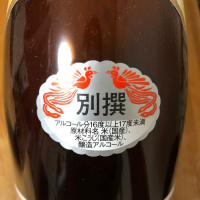 別撰
アルコール分16度以上17度未満
原材料名 米(国産)、
米こうじ(国産米)、
醸造アルコール